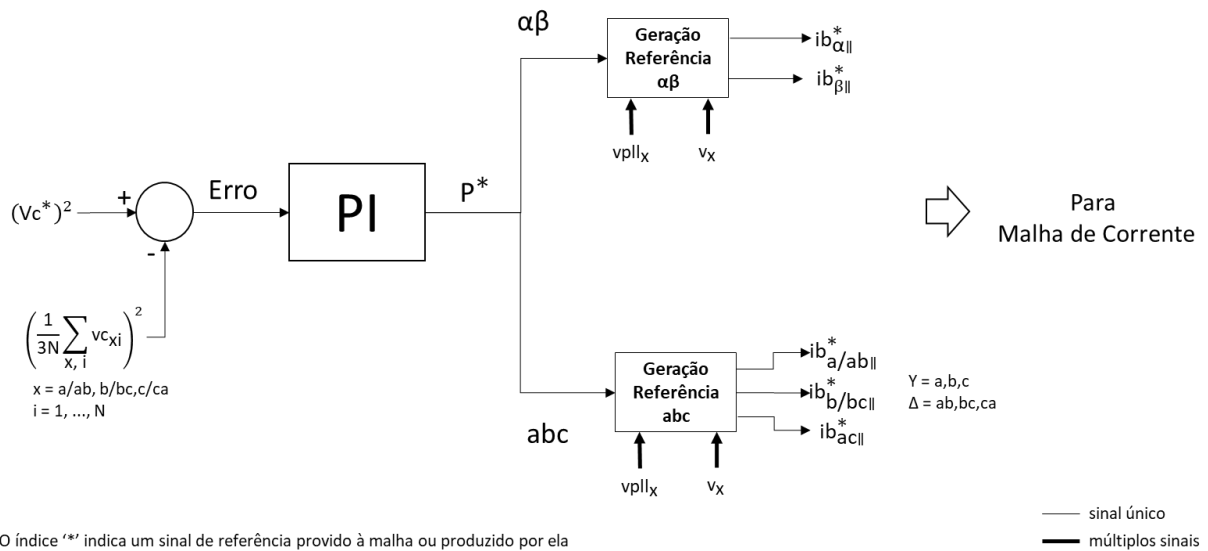 αβ
Geração
Referência
αβ
ib*α||
ib*β||
vpllx
vx
(Vc*)²
+
-
Erro
PI
P*
Para
Malha de Corrente
(1/3N ∑x, i vcxi)²
x = a/ab, b/bc,c/ca
i = 1, ..., N
abc
Geração
Referência
abc
ib*a/ab||
ib*b/bc||
ib*ac||
Y = a,b,c
Δ = ab,bc,ca
vpllx
vx
sinal único
múltiplos sinais
O índice ‘*’ indica um sinal de referência provido à malha ou produzido por ela